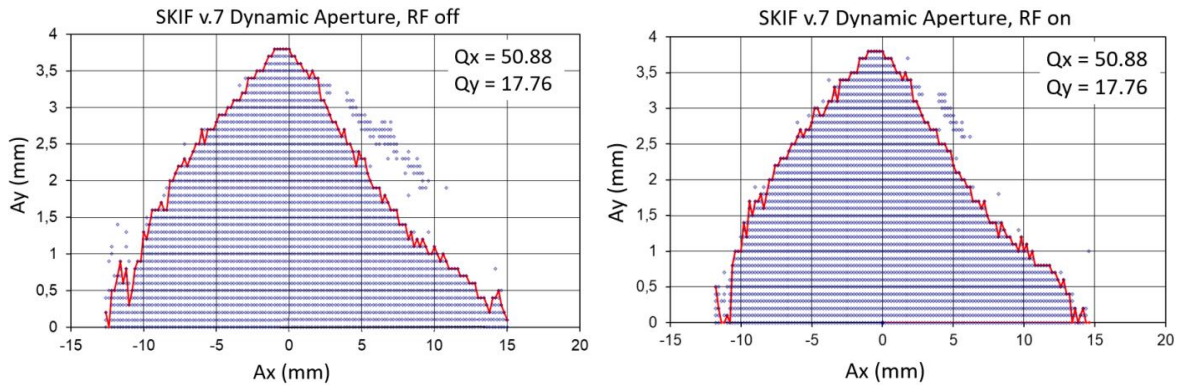 SKIF v.7 Dynamic Aperture, RF off
4
3,5
3
2,5
2
1,5
1
0,5
0
Ay (mm)
Qx = 50.88
Qy = 17.76
-15 -10 -5 0 5 10 15 20
Ax (mm)
SKIF v.7 Dynamic Aperture, RF on
4
3,5
3
2,5
2
1,5
1
0,5
0
Ay (mm)
Qx = 50.88
Qy = 17.76
-15 -10 -5 0 5 10 15 20
Ax (mm)